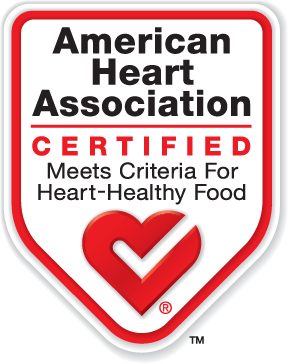 American
Heart
Association
CERTIFIED
Meets Criteria For
Heart-Healthy Food
®
™